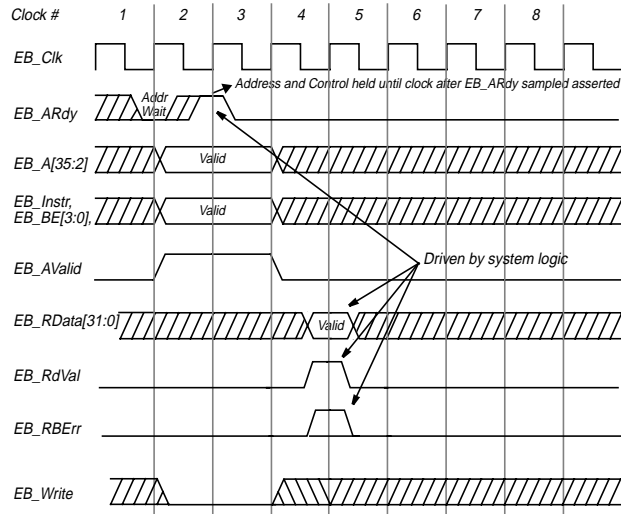 Clock # 1 2 3 4 5 6 7 8
EB_Clk
Address and Control held until clock after EB_ARdy sampled asserted
EB_ARdy
Addr
Wait
EB_A[35:2]
Valid
EB_Instr,
EB_BE[3:0],
Valid
EB_AValid
Driven by system logic
EB_RData[31:0]
Valid
EB_RdVal
EB_RBErr
EB_Write